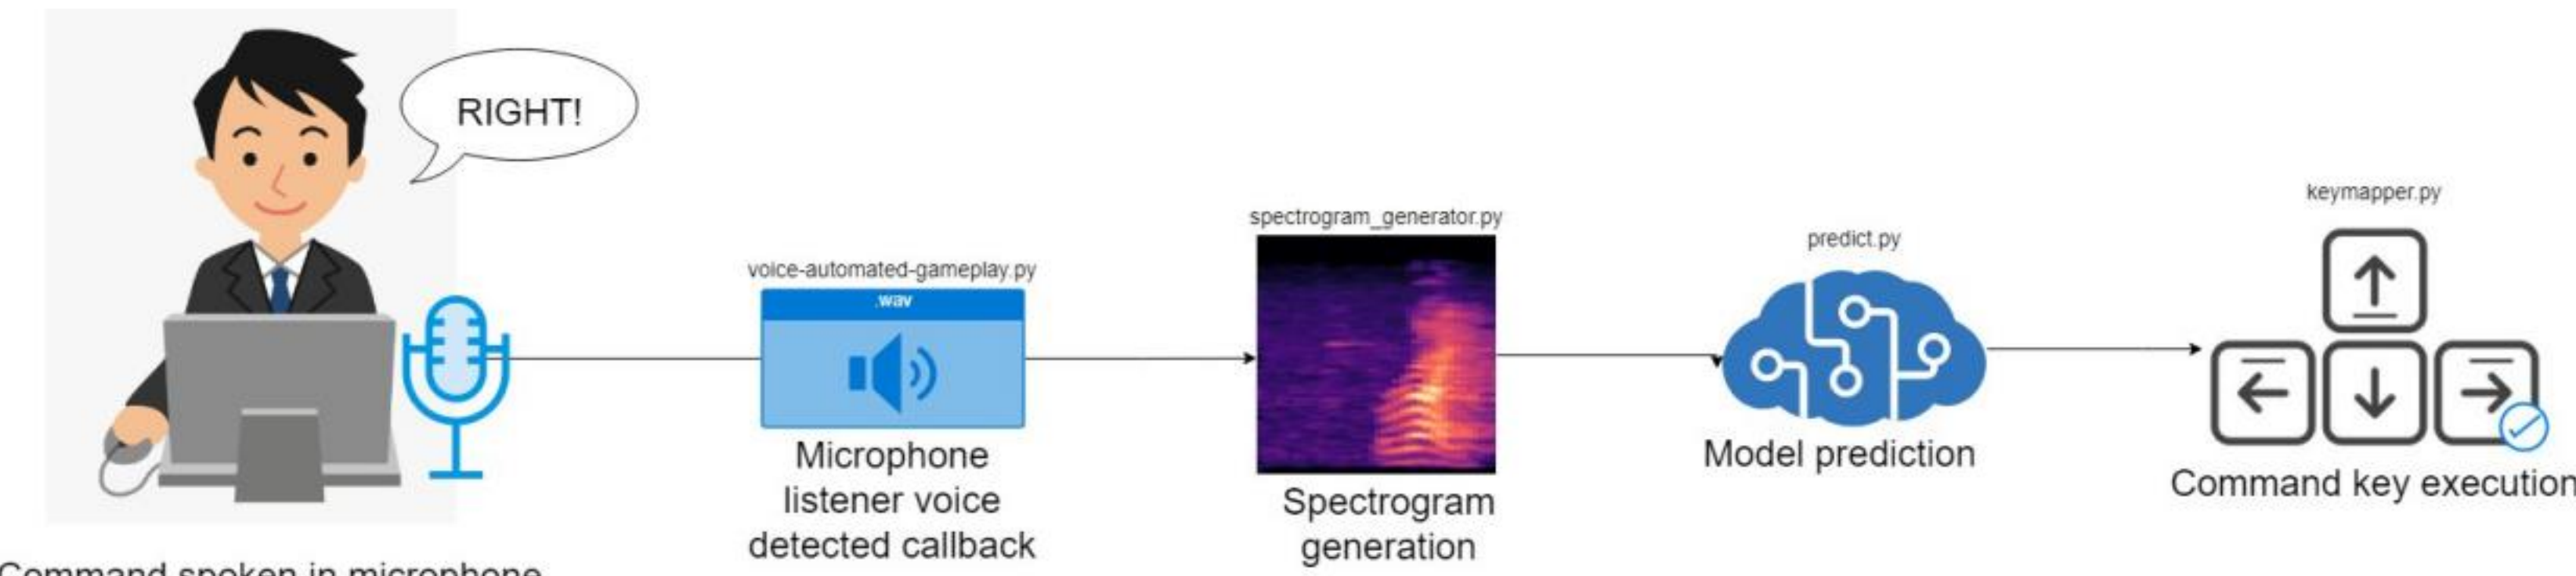 RIGHT!
Command spoken in microphone
voice-automated-gameplay.py
.wav
Microphone
listener voice
detected callback
spectrogram_generator.py
Spectrogram
generation
predict.py
Model prediction
keymapper.py
Command key execution